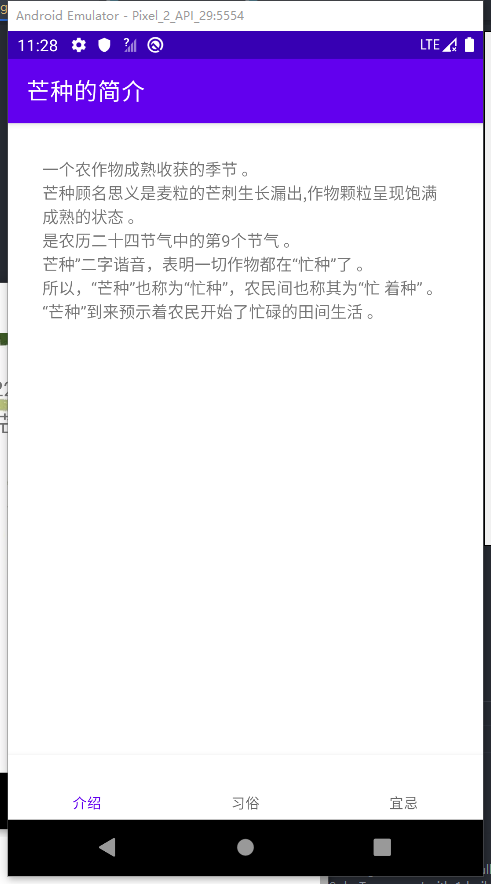 Android Emulator - Pixel_2_API_29:5554
11:28
LTE
芒种的简介
一个农作物成熟收获的季节 。
芒种顾名思义是麦粒的芒刺生长漏出,作物颗粒呈现饱满
成熟的状态 。
是农历二十四节气中的第9个节气 。
芒种”二字谐音，表明一切作物都在“忙种”了 。
所以，“芒种”也称为“忙种”，农民间也称其为“忙 着种” 。
“芒种”到来预示着农民开始了忙碌的田间生活 。
介绍
习俗
宜忌